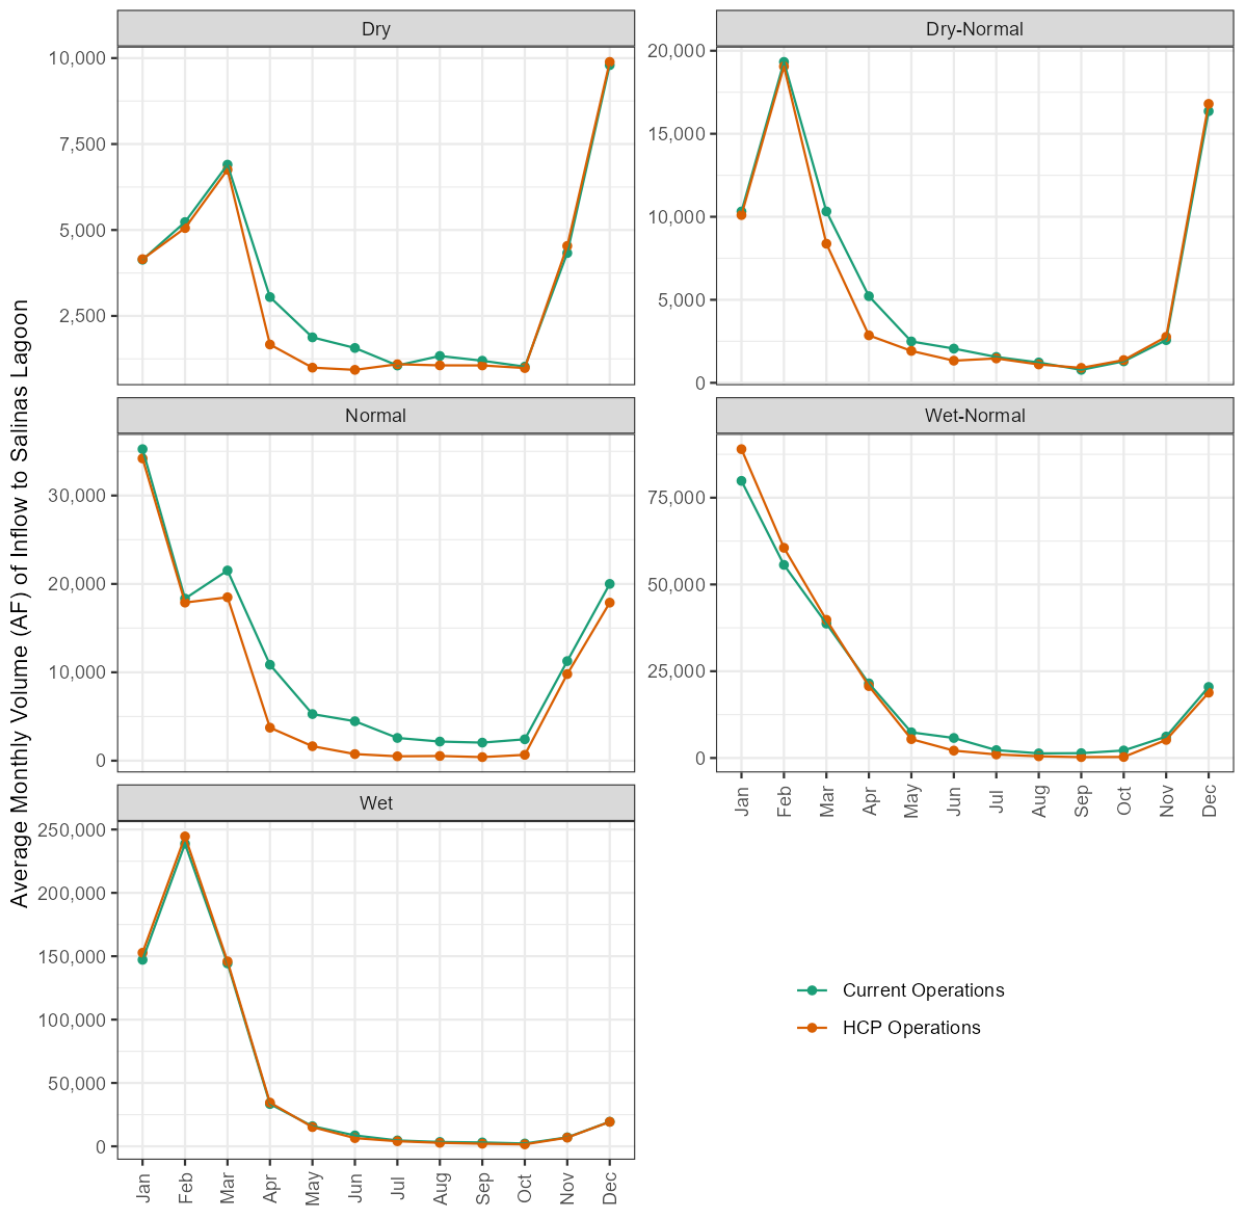 Average Monthly Volume (AF) of Inflow to Salinas Lagoon
Dry
10,000
7,500
5,000
2,500
Dry-Normal
20,000
15,000
10,000
5,000
0
Normal
30,000
20,000
10,000
0
Wet-Normal
75,000
50,000
25,000
0
Jan
Feb
Mar
Apr
May
Jun
Jul
Aug
Sep
Oct
Nov
Dec
Wet
250,000
200,000
150,000
100,000
50,000
0
Jan
Feb
Mar
Apr
May
Jun
Jul
Aug
Sep
Oct
Nov
Dec
Current Operations
HCP Operations